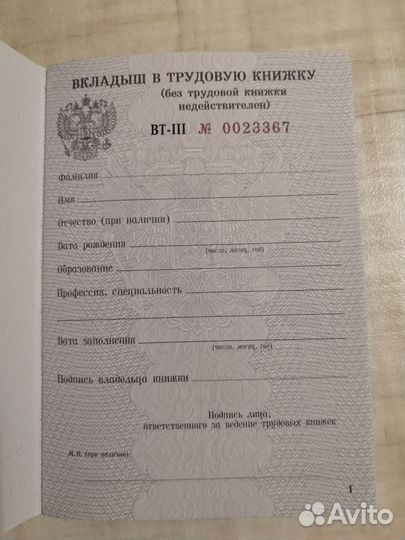 ВКЛАДЫШ В ТРУДОВУЮ КНИЖКУ
(без трудовой книжки
недействителен)
ВТ-III № 0023367
Фамилия
Имя
Отчество (при наличии)
Дата рождения
(число, месяц, год)
Образование
Профессия, специальность
Дата заполнения
(число, месяц, год)
Подпись владельца книжки
Подпись лица,
ответственного за ведение трудовых книжек
М.П. (при наличии)
1
Avito